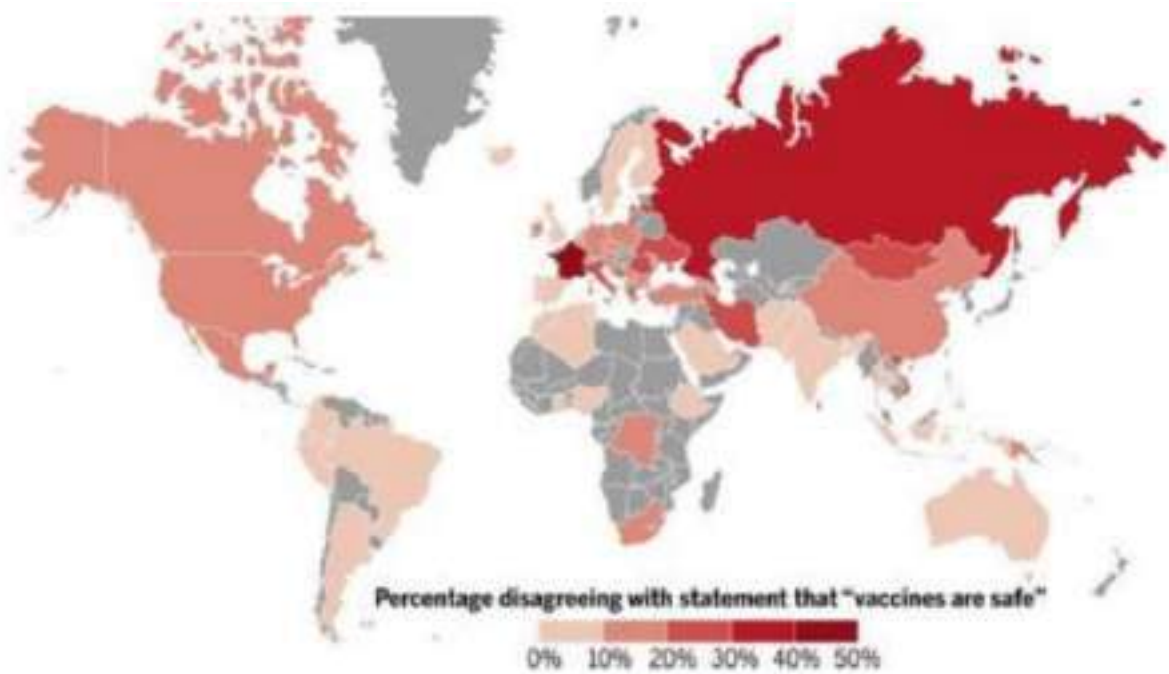 Percentage disagreeing with statement that “vaccines are safe”
0% 10% 20% 30% 40% 50%